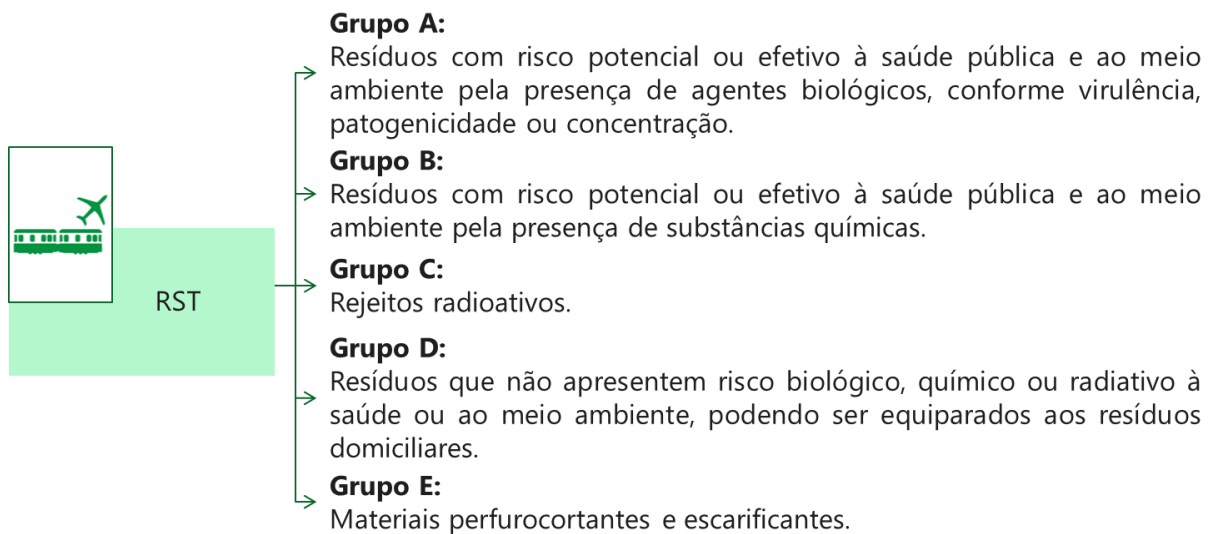 Grupo A:
Resíduos com risco potencial ou efetivo à saúde pública e ao meio
ambiente pela presença de agentes biológicos, conforme virulência,
patogenicidade ou concentração.
Grupo B:
Resíduos com risco potencial ou efetivo à saúde pública e ao meio
ambiente pela presença de substâncias químicas.
Grupo C:
Rejeitos radioativos.
RST
Grupo D:
Resíduos que não apresentem risco biológico, químico ou radiativo à
saúde ou ao meio ambiente, podendo ser equiparados aos resíduos
domiciliares.
Grupo E:
Materiais perfurocortantes e escarificantes.